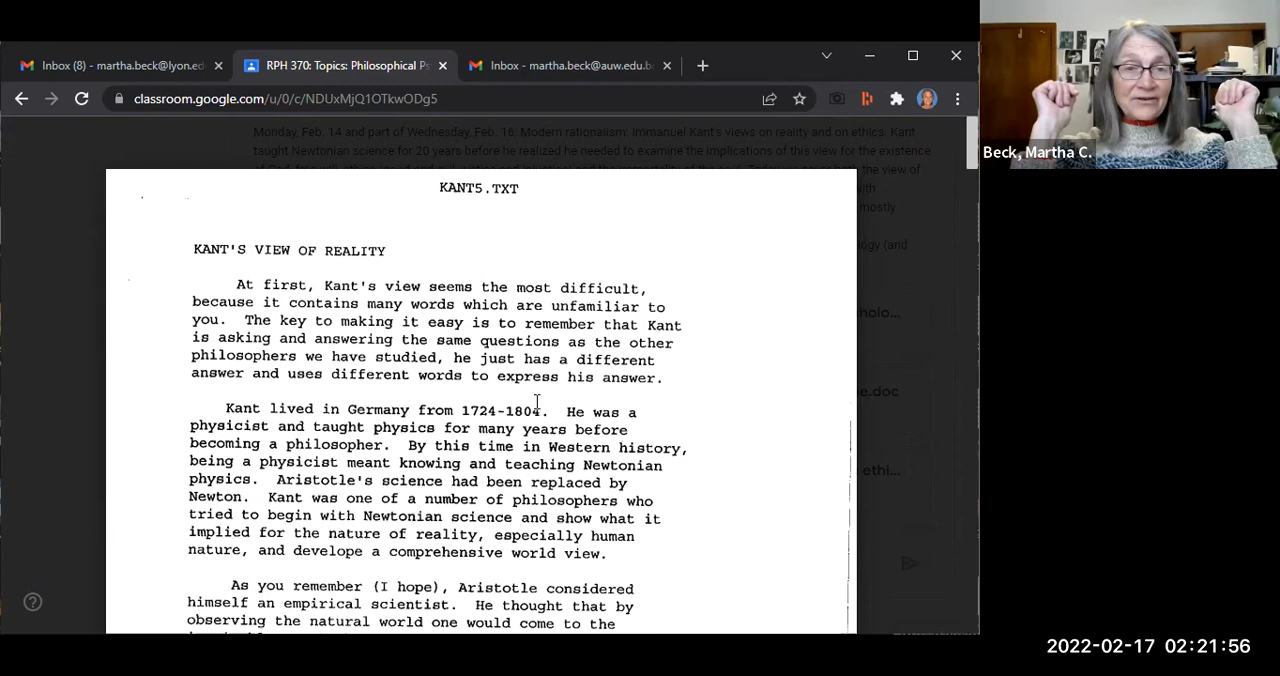 Inbox (8) - martha.beck@lyon.ed
RPH 370: Topics: Philosophical Ps
Inbox - martha.beck@auw.edu.b
classroom.google.com/u/0/c/NDUxMjQ1OTkwODg5
Beck, Martha C.
Monday, Feb. 14 and part of Wednesday, Feb. 16: Modern rationalism: Immanuel Kant's views on reality and on ethics. Kant
taught Newtonian science for 20 years before he realized he needed to examine the implications of this view for the existence
with
mostly
logy (and
cholo...
e.doc
ethi...
KANT5.TXT
KANT'S VIEW OF REALITY
At first, Kant's view seems the most difficult,
because it contains many words which are unfamiliar to
you. The key to making it easy is to remember that Kant
is asking and answering the same questions as the other
philosophers we have studied, he just has a different
answer and uses different words to express his answer.
Kant lived in Germany from 1724-1804. He was a
physicist and taught physics for many years before
becoming a philosopher. By this time in Western history,
being a physicist meant knowing and teaching Newtonian
physics. Aristotle's science had been replaced by
Newton. Kant was one of a number of philosophers who
tried to begin with Newtonian science and show what it
implied for the nature of reality, especially human
nature, and develope a comprehensive world view.
As you remember (I hope), Aristotle considered
himself an empirical scientist. He thought that by
observing the natural world one would come to the
2022-02-17 02:21:56